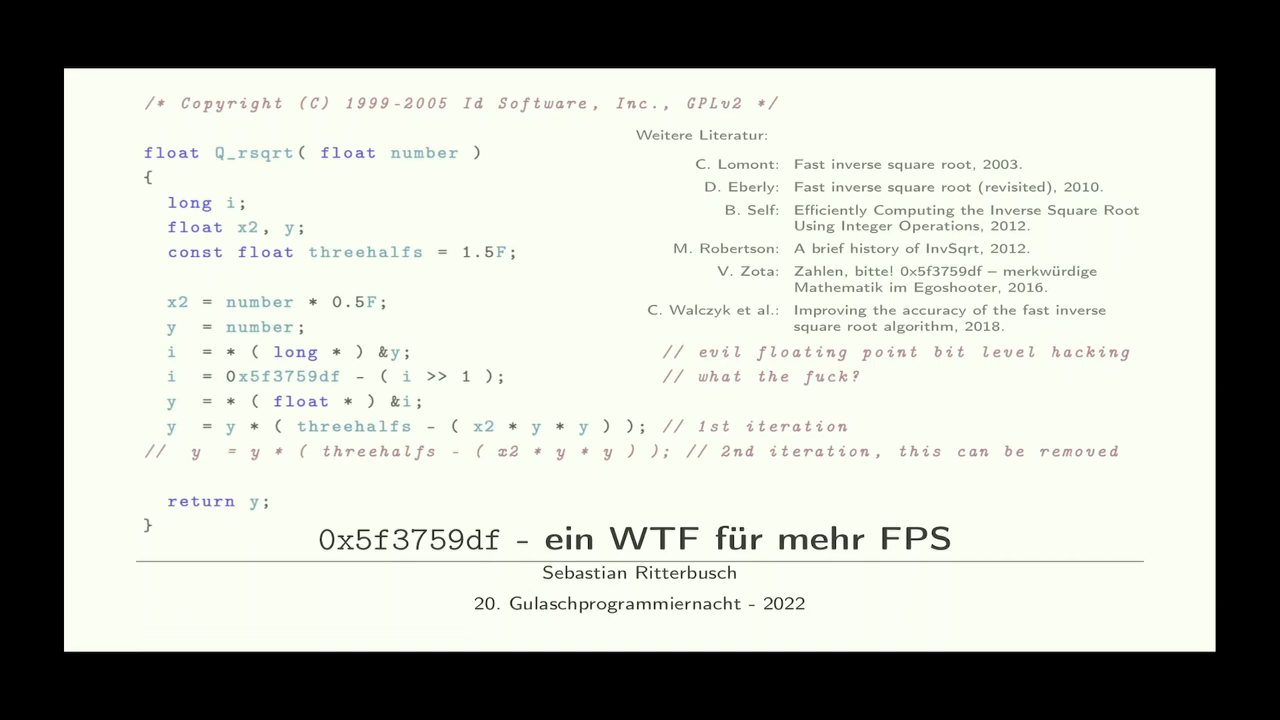 /* Copyright (C) 1999-2005 Id Software, Inc., GPLv2 */
float Q_rsqrt( float number )
{
  long i;
  float x2, y;
  const float threehalfs = 1.5F;
  x2 = number * 0.5F;
  y  = number;
  i  = * ( long * ) &y; // evil floating point bit level hacking
  i  = 0x5f3759df - ( i >> 1 ); // what the fuck?
  y  = * ( float * ) &i;
  y  = y * ( threehalfs - ( x2 * y * y ) ); // 1st iteration
//  y  = y * ( threehalfs - ( x2 * y * y ) ); // 2nd iteration, this can be removed
  return y;
}
Weitere Literatur:
C. Lomont: Fast inverse square root, 2003.
D. Eberly: Fast inverse square root (revisited), 2010.
B. Self: Efficiently Computing the Inverse Square Root
Using Integer Operations, 2012.
M. Robertson: A brief history of InvSqrt, 2012.
V. Zota: Zahlen, bitte! 0x5f3759df – merkwürdige
Mathematik im Egoshooter, 2016.
C. Walczyk et al.: Improving the accuracy of the fast inverse
square root algorithm, 2018.
0x5f3759df - ein WTF für mehr FPS
Sebastian Ritterbusch
20. Gulaschprogrammiernacht - 2022